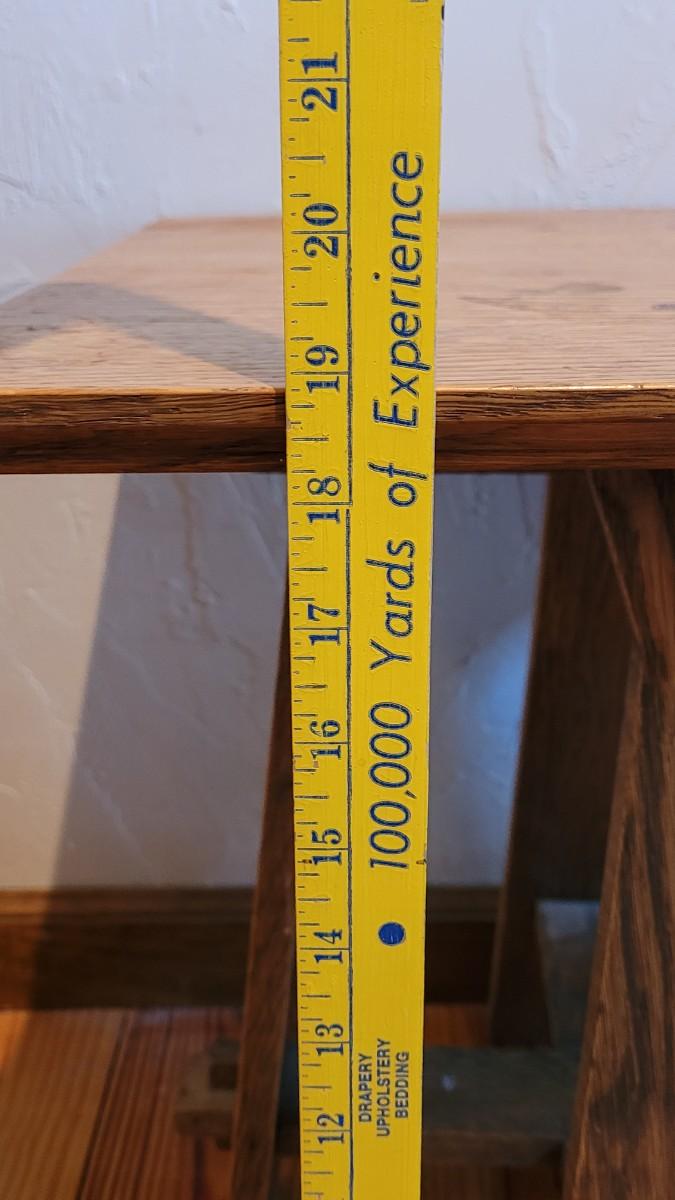 21
20
19
18
17
16
15
14
13
12
100,000 Yards of Experience
DRAPERY
UPHOLSTERY
BEDDING